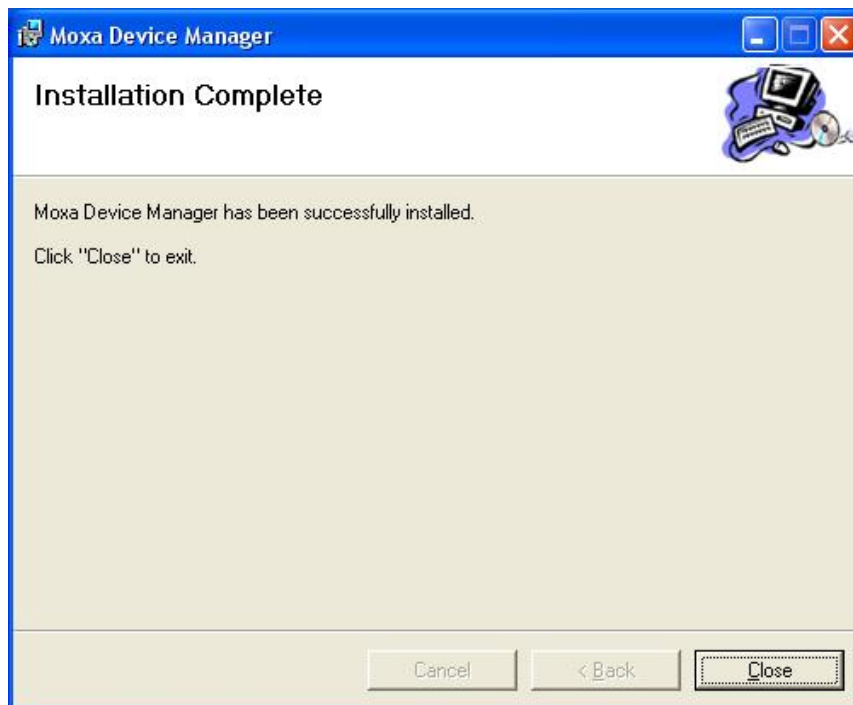 Moxa Device Manager
Installation Complete
Moxa Device Manager has been successfully installed.
Click "Close" to exit.
Cancel < Back Close